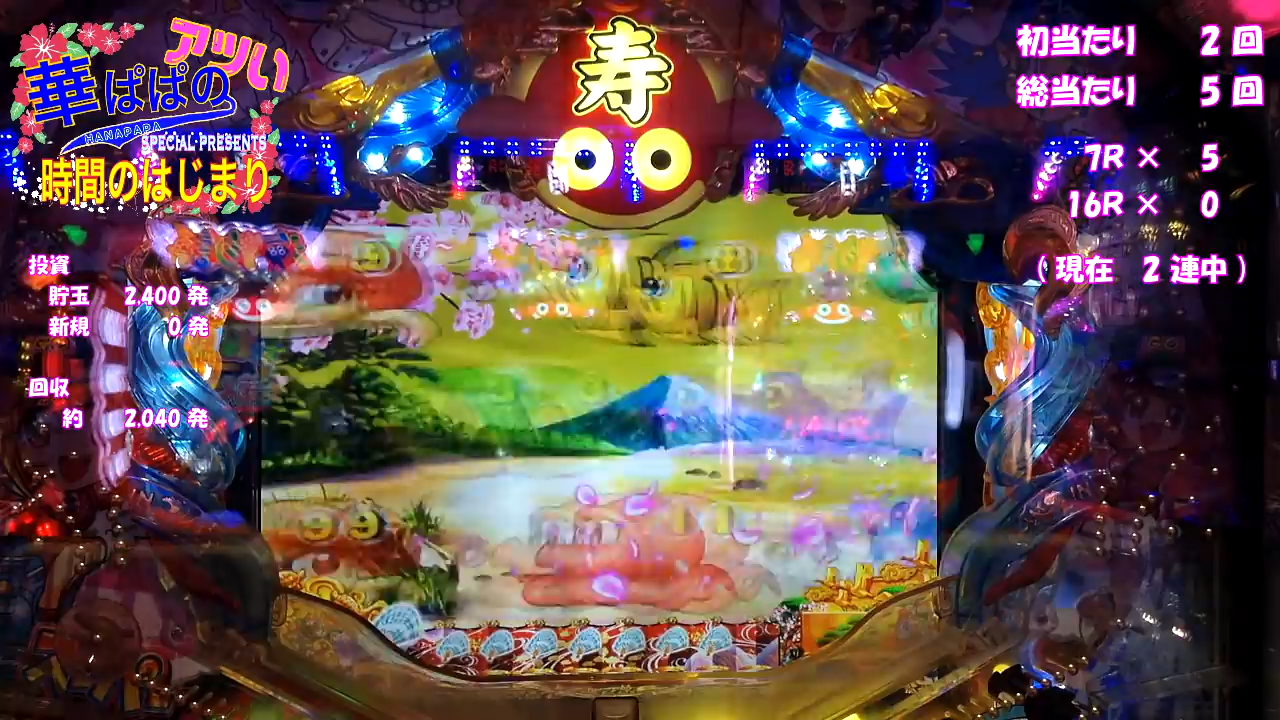 アツい
華ぱぱの
HANAPAPA
SPECIAL PRESENTS
時間のはじまり
寿
初当たり 2 回
総当たり 5 回
7R × 5
16R × 0
( 現在 2 連中 )
投資
貯玉 2,400 発
新規 0 発
回収
約 2,040 発